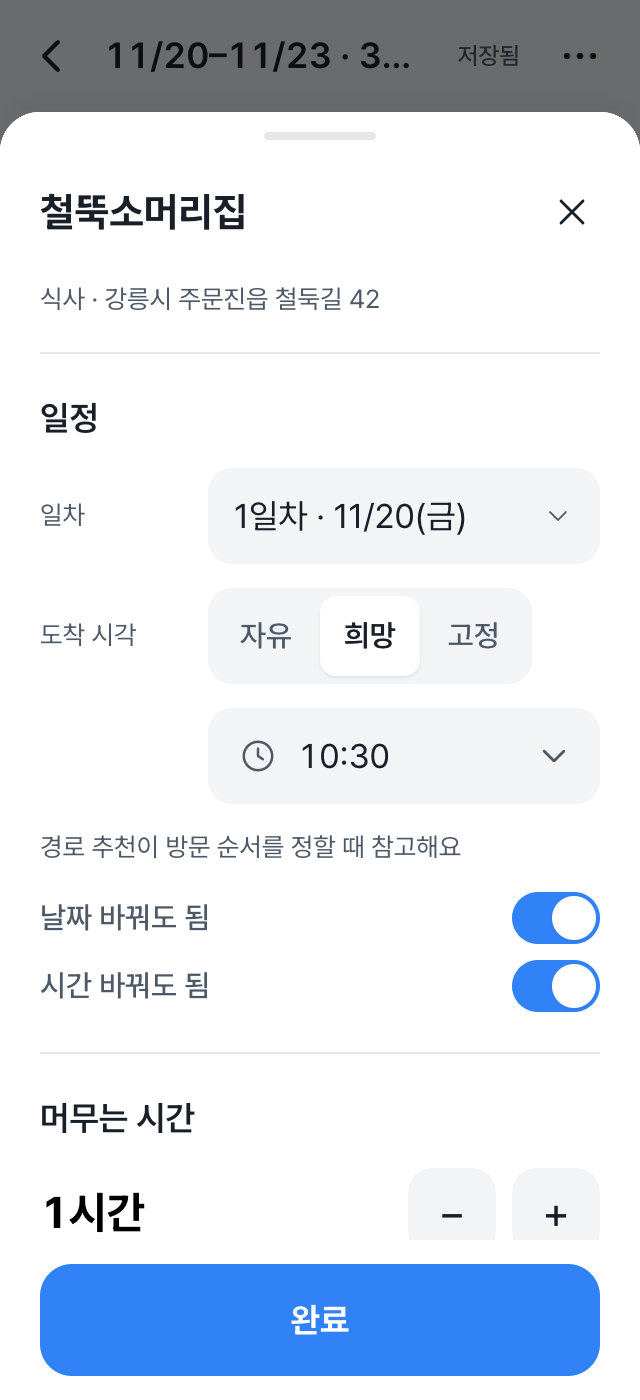 11/20–11/23 · 3...
저장됨
철뚝소머리집
식사 · 강릉시 주문진읍 철둑길 42
일정
일차
1일차 · 11/20(금)
도착 시각
자유
희망
고정
10:30
경로 추천이 방문 순서를 정할 때 참고해요
날짜 바꿔도 됨
시간 바꿔도 됨
머무는 시간
1시간
−
+
완료